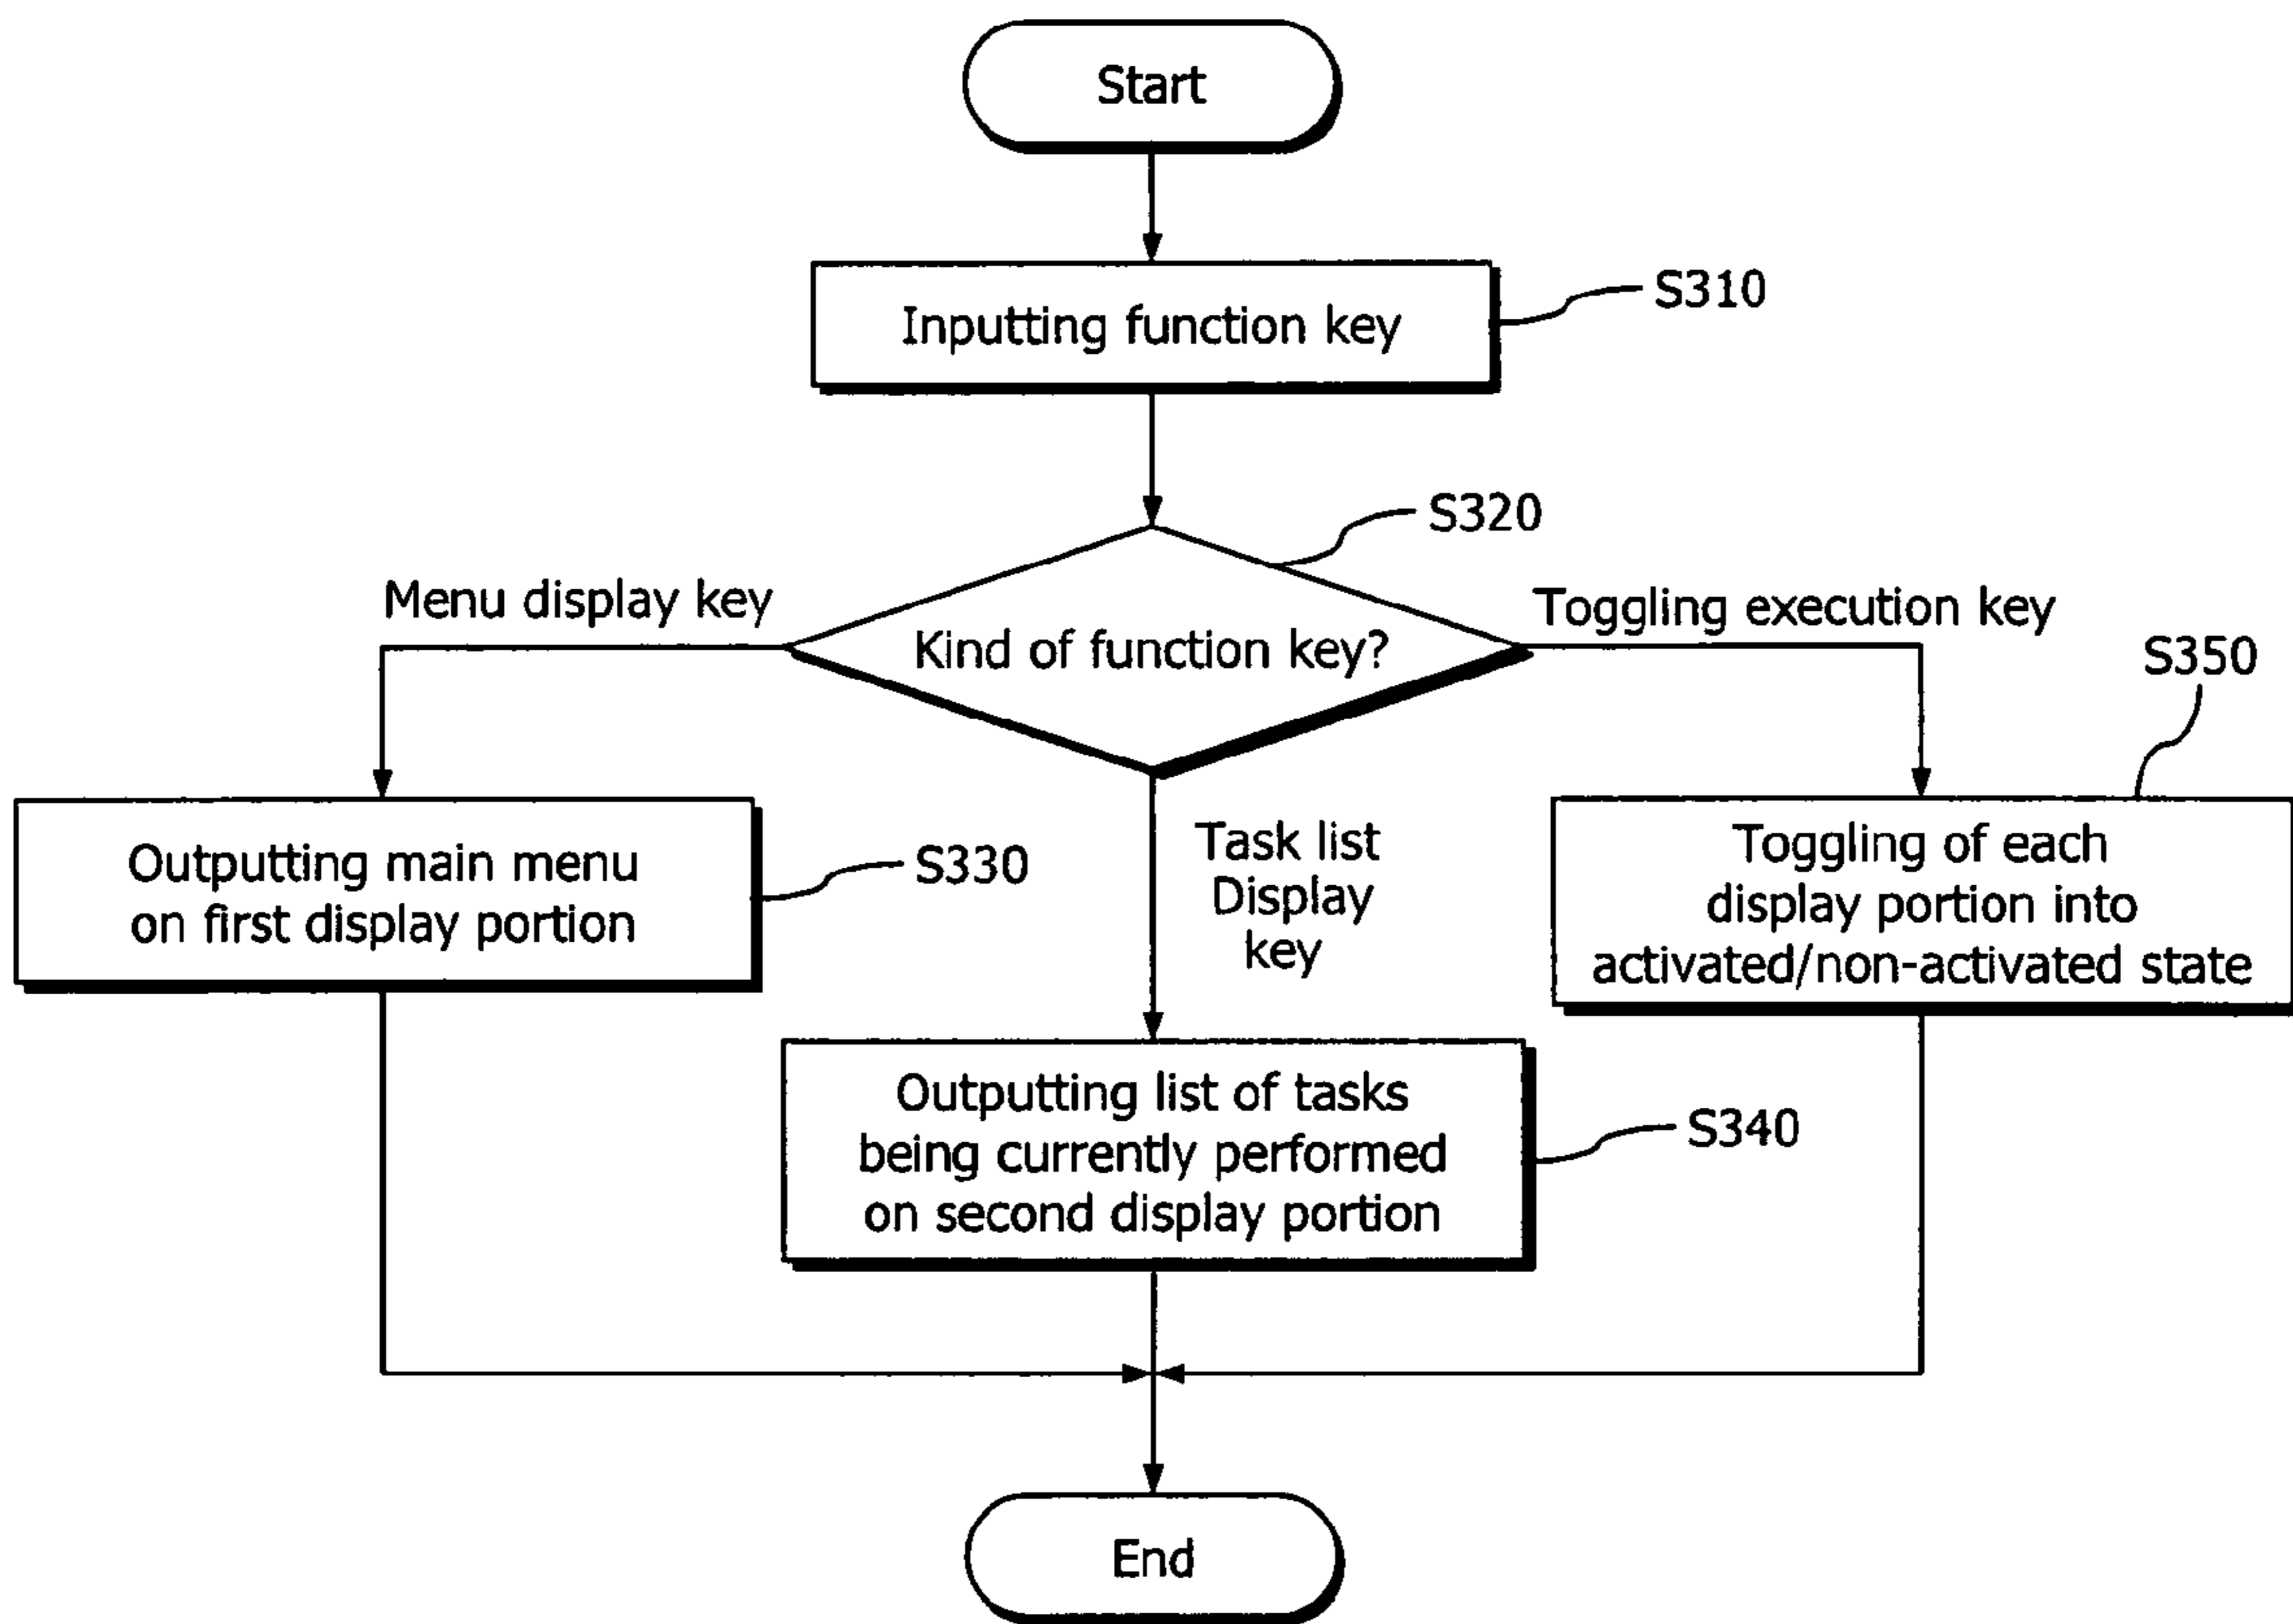 Start
Inputting function key
S310
S320
Menu display key
Kind of function key?
Toggling execution key
S350
Outputting main menu
on first display portion
S330
Task list
Display
key
Toggling of each
display portion into
activated/non-activated state
Outputting list of tasks
being currently performed
on second display portion
S340
End